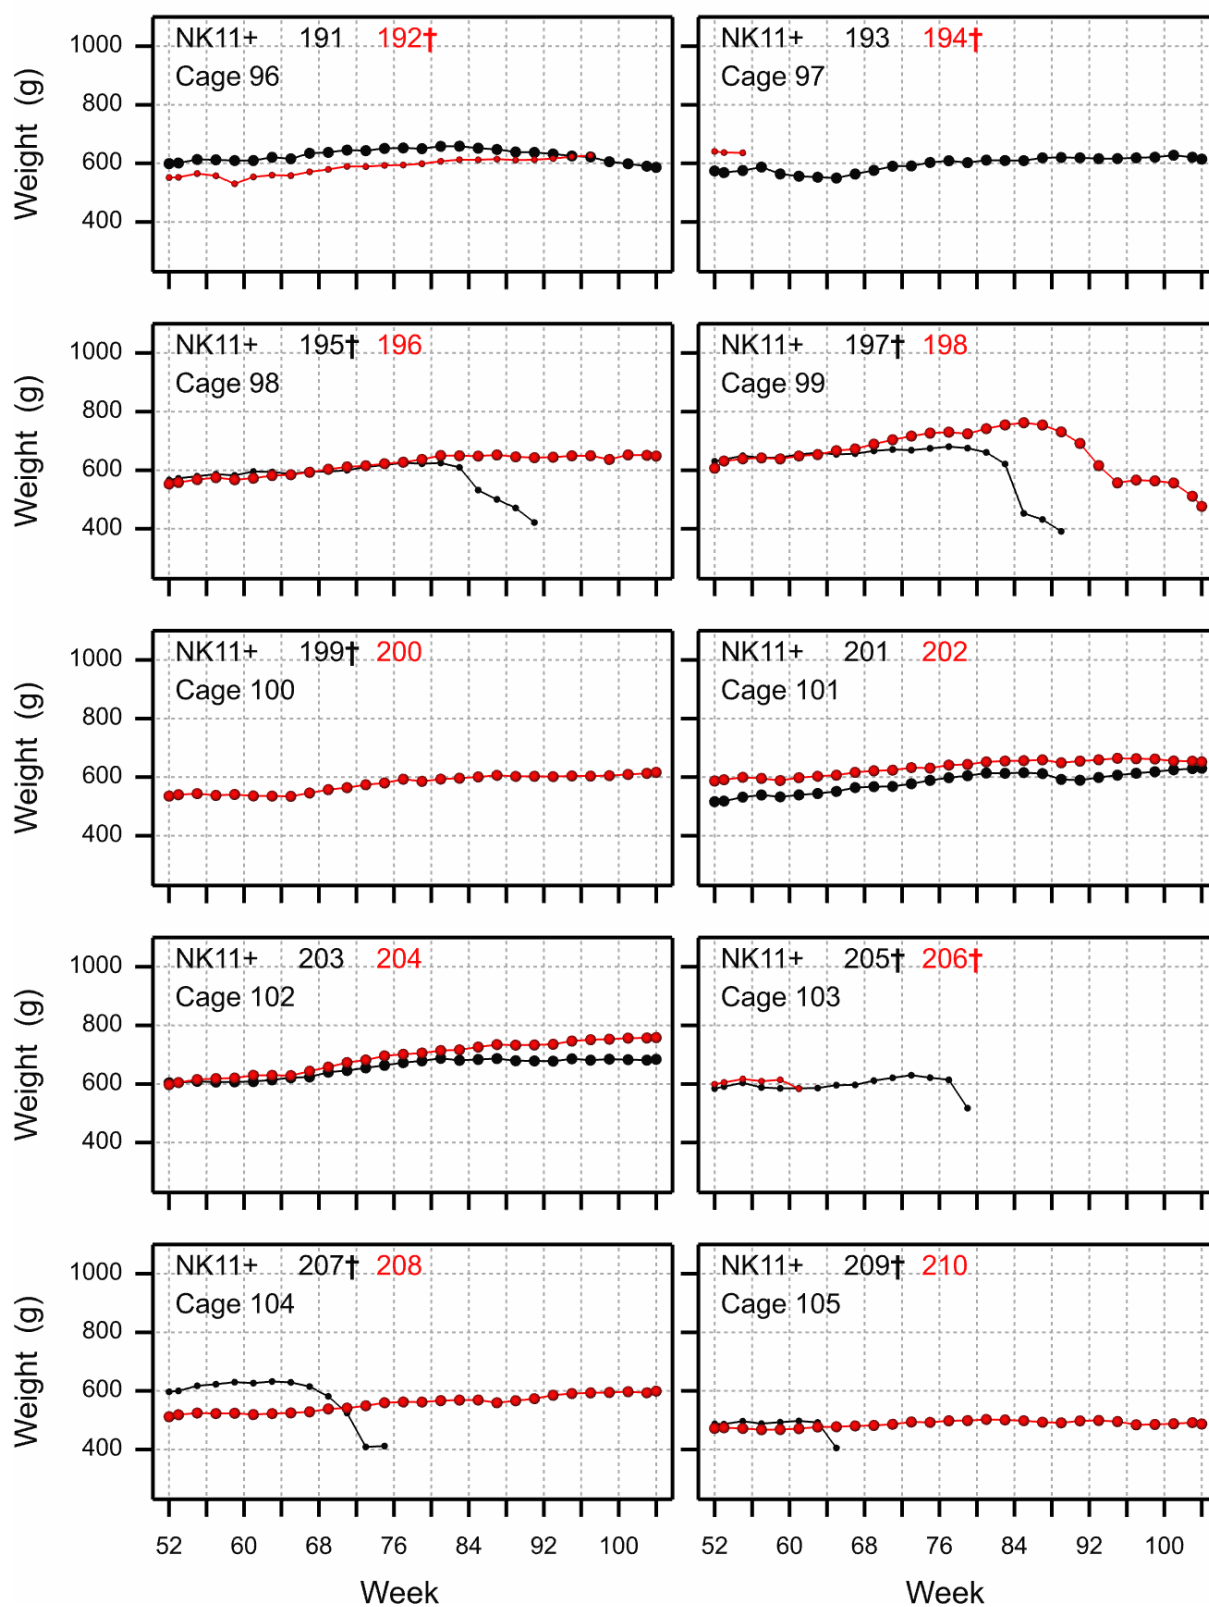 NK11+ 191 192† NK11+ 193 194†
Cage 96 Cage 97
Weight (g)
1000
800
600
400
NK11+ 195† 196 NK11+ 197† 198
Cage 98 Cage 99
Weight (g)
1000
800
600
400
NK11+ 199† 200 NK11+ 201 202
Cage 100 Cage 101
Weight (g)
1000
800
600
400
NK11+ 203 204 NK11+ 205† 206†
Cage 102 Cage 103
Weight (g)
1000
800
600
400
NK11+ 207† 208 NK11+ 209† 210
Cage 104 Cage 105
Weight (g)
1000
800
600
400
52 60 68 76 84 92 100 52 60 68 76 84 92 100
Week Week